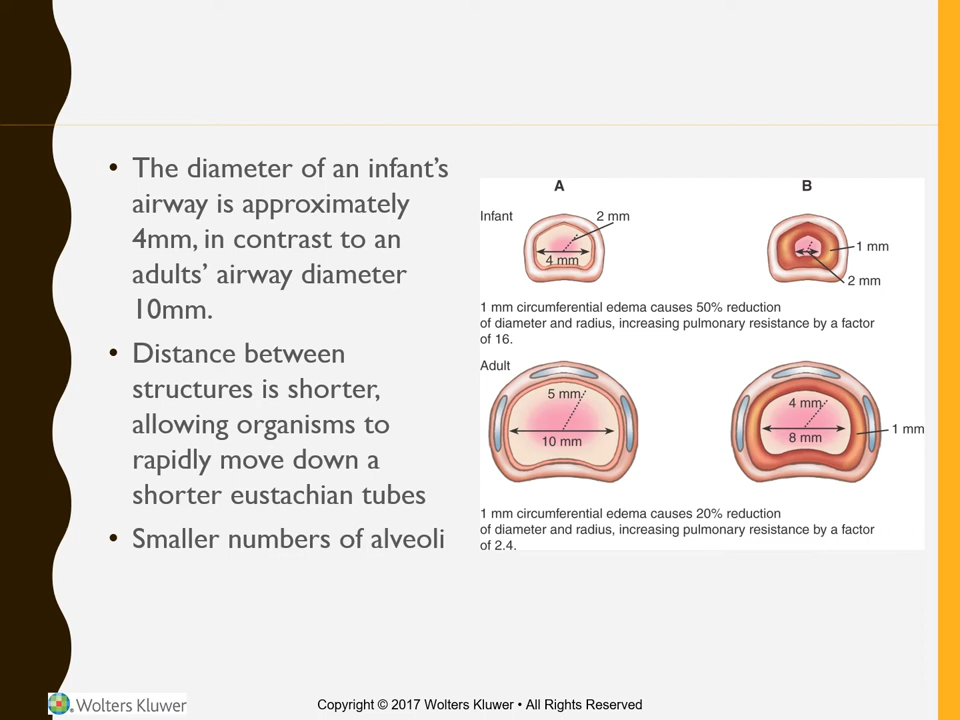 • The diameter of an infant’s
airway is approximately
4mm, in contrast to an
adults’ airway diameter
10mm.
• Distance between
structures is shorter,
allowing organisms to
rapidly move down a
shorter eustachian tubes
• Smaller numbers of alveoli
A
B
Infant
2 mm
4 mm
1 mm
2 mm
1 mm circumferential edema causes 50% reduction
of diameter and radius, increasing pulmonary resistance by a factor
of 16.
Adult
5 mm
10 mm
4 mm
8 mm
1 mm
1 mm circumferential edema causes 20% reduction
of diameter and radius, increasing pulmonary resistance by a factor
of 2.4.
Wolters Kluwer
Copyright © 2017 Wolters Kluwer • All Rights Reserved